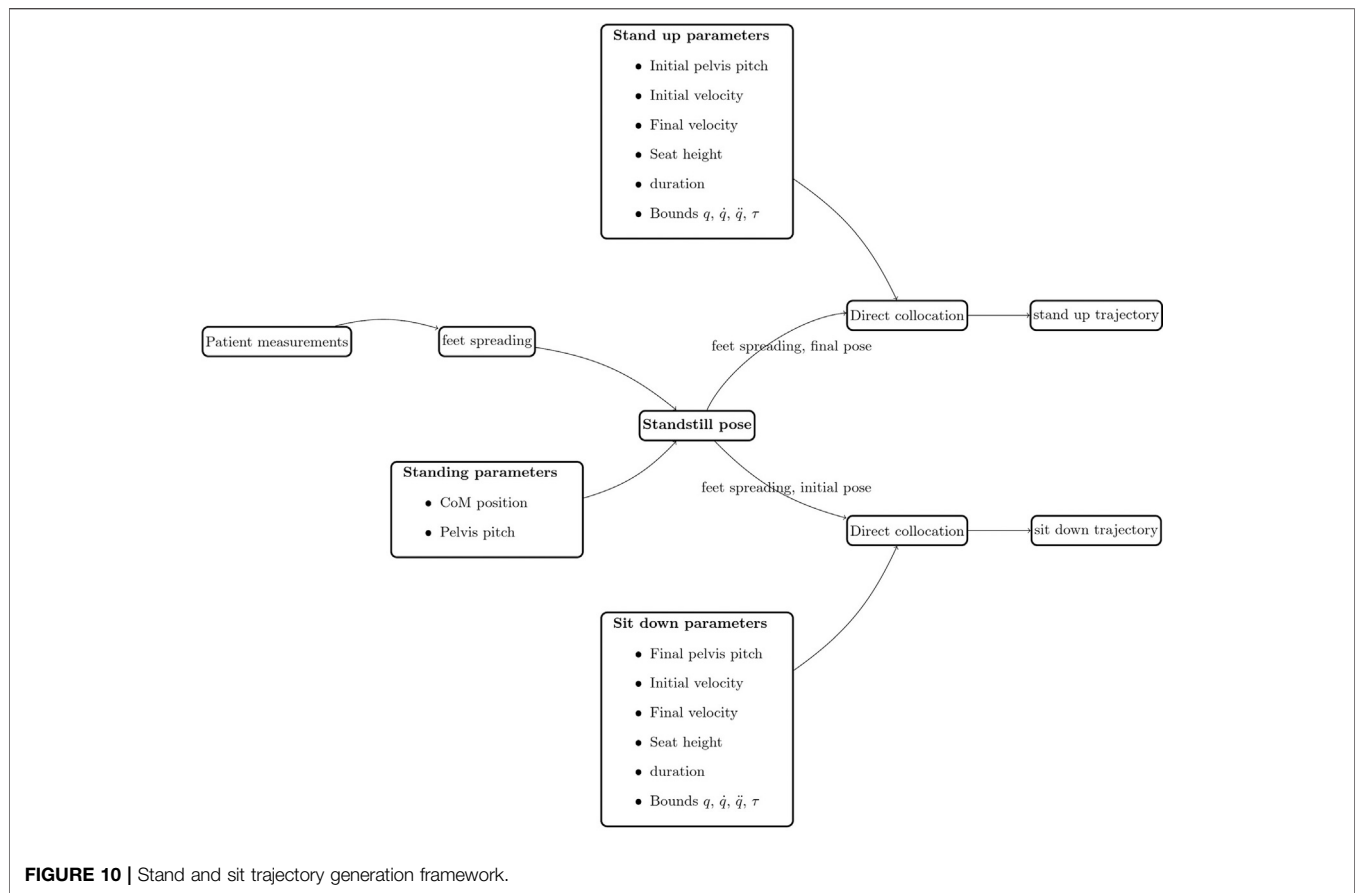 Stand up parameters
● Initial pelvis pitch
● Initial velocity
● Final velocity
● Seat height
● duration
● Bounds q, q̇, q̈, τ
Patient measurements
feet spreading
Direct collocation
stand up trajectory
feet spreading, final pose
Standstill pose
Standing parameters
● CoM position
● Pelvis pitch
feet spreading, initial pose
Direct collocation
sit down trajectory
Sit down parameters
● Final pelvis pitch
● Initial velocity
● Final velocity
● Seat height
● duration
● Bounds q, q̇, q̈, τ
FIGURE 10 | Stand and sit trajectory generation framework.